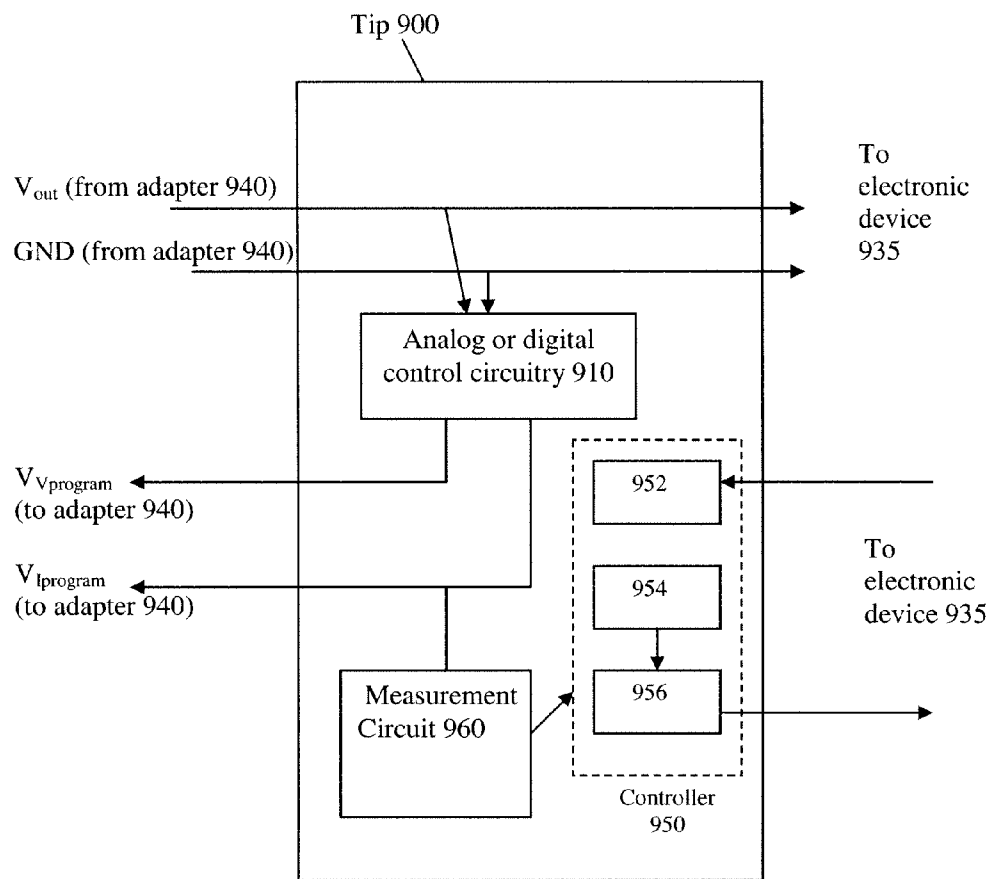 Tip 900
V_out (from adapter 940)
GND (from adapter 940)
To
electronic
device
935
Analog or digital
control circuitry 910
V_Vprogram
(to adapter 940)
V_Iprogram
(to adapter 940)
952
954
956
To
electronic
device 935
Measurement
Circuit 960
Controller
950